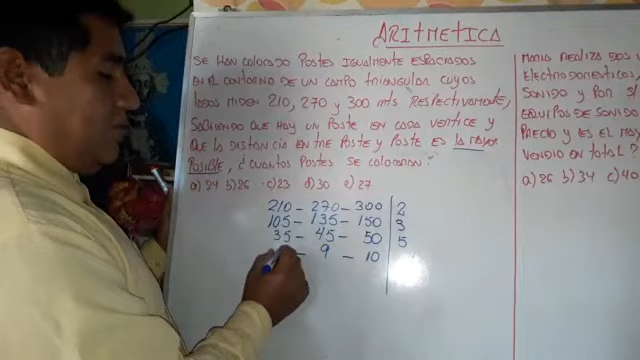 ARITMETICA
SE HAN COLOCADO POSTES IGUALMENTE ESPACIADOS
EN EL CONTORNO DE UN CAMPO TRIANGULAR CUYOS
LADOS MIDEN 210, 270 y 300 mts RESPECTIVAMENTE,
SABIENDO QUE HAY UN POSTE EN CADA VERTICE Y
QUE LA DISTANCIA ENTRE POSTE Y POSTE ES LA MAYOR
POSIBLE, ¿CUANTOS POSTES SE COLOCARAN?
a) 24 b) 26 c) 23 d) 30 e) 27
210 - 270 - 300 | 2
105 - 135 - 150 | 3
35 - 45 - 50 | 5
- 9 - 10
MARIA REALIZA DOS
ELECTRODOMESTICOS
SONIDO Y POR
EQUIPOS DE SONIDO
PRECIO Y ES EL
VENDIO EN TOTAL?
a) 26 b) 34 c) 40